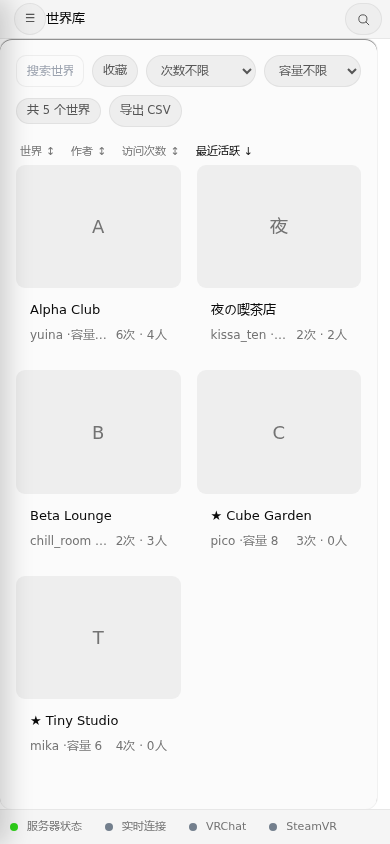 ☰ 世界库
搜索世界 收藏 次数不限 容量不限
共 5 个世界 导出 CSV
世界 ↕ 作者 ↕ 访问次数 ↕ 最近活跃 ↓
A 夜
Alpha Club 夜の喫茶店
yuina ·容量... 6次 · 4人 kissa_ten ·... 2次 · 2人
B C
Beta Lounge ★ Cube Garden
chill_room ... 2次 · 3人 pico ·容量 8 3次 · 0人
T
★ Tiny Studio
mika ·容量 6 4次 · 0人
服务器状态 实时连接 VRChat SteamVR